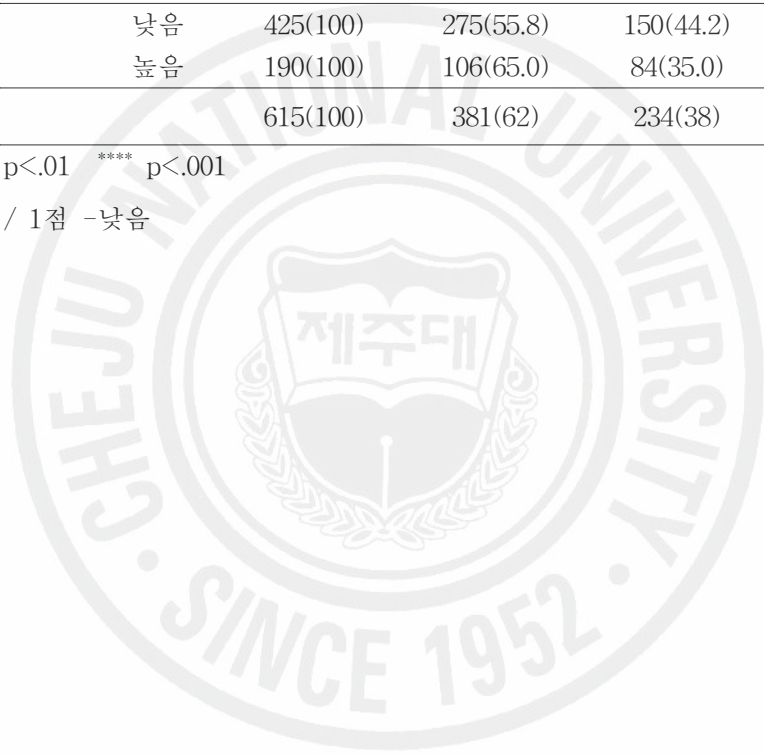 낮음 425(100) 275(55.8) 150(44.2)
높음 190(100) 106(65.0) 84(35.0)
615(100) 381(62) 234(38)
p<.01 **** p<.001
/ 1점 -낮음
CHEJU NATIONAL UNIVERSITY
제주대
SINCE 1952